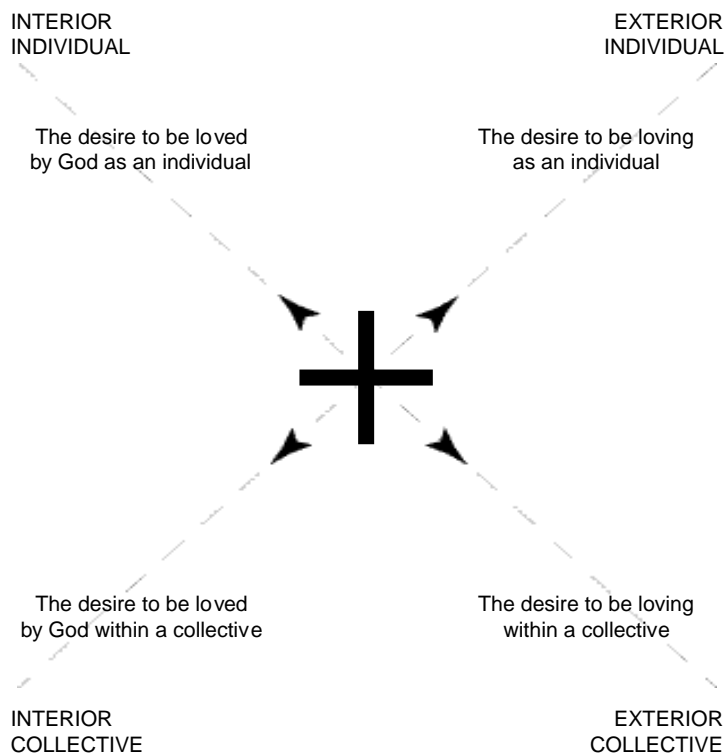 INTERIOR
INDIVIDUAL
EXTERIOR
INDIVIDUAL
The desire to be loved
by God as an individual
The desire to be loving
as an individual
The desire to be loved
by God within a collective
The desire to be loving
within a collective
INTERIOR
COLLECTIVE
EXTERIOR
COLLECTIVE